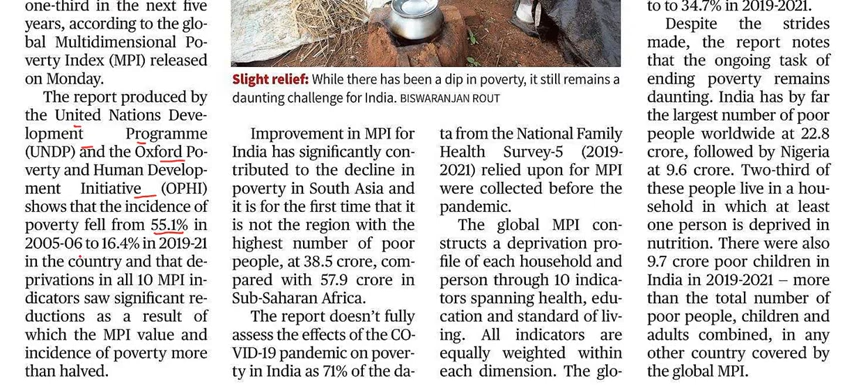 one-third in the next five
years, according to the glo-
bal Multidimensional Po-
verty Index (MPI) released
on Monday.
The report produced by
the United Nations Deve-
lopment Programme
(UNDP) and the Oxford Po-
verty and Human Develop-
ment Initiative (OPHI)
shows that the incidence of
poverty fell from 55.1% in
2005-06 to 16.4% in 2019-21
in the country and that de-
privations in all 10 MPI in-
dicators saw significant re-
ductions as a result of
which the MPI value and
incidence of poverty more
than halved.
Slight relief: While there has been a dip in poverty, it still remains a
daunting challenge for India. BISWARANJAN ROUT
Improvement in MPI for
India has significantly con-
tributed to the decline in
poverty in South Asia and
it is for the first time that it
is not the region with the
highest number of poor
people, at 38.5 crore, com-
pared with 57.9 crore in
Sub-Saharan Africa.
The report doesn't fully
assess the effects of the CO-
VID-19 pandemic on pover-
ty in India as 71% of the da-
ta from the National Family
Health Survey-5 (2019-
2021) relied upon for MPI
were collected before the
pandemic.
The global MPI con-
structs a deprivation pro-
file of each household and
person through 10 indica-
tors spanning health, edu-
cation and standard of liv-
ing. All indicators are
equally weighted within
each dimension. The glo-
to to 34.7% in 2019-2021.
Despite the strides
made, the report notes
that the ongoing task of
ending poverty remains
daunting. India has by far
the largest number of poor
people worldwide at 22.8
crore, followed by Nigeria
at 9.6 crore. Two-third of
these people live in a hou-
sehold in which at least
one person is deprived in
nutrition. There were also
9.7 crore poor children in
India in 2019-2021 — more
than the total number of
poor people, children and
adults combined, in any
other country covered by
the global MPI.